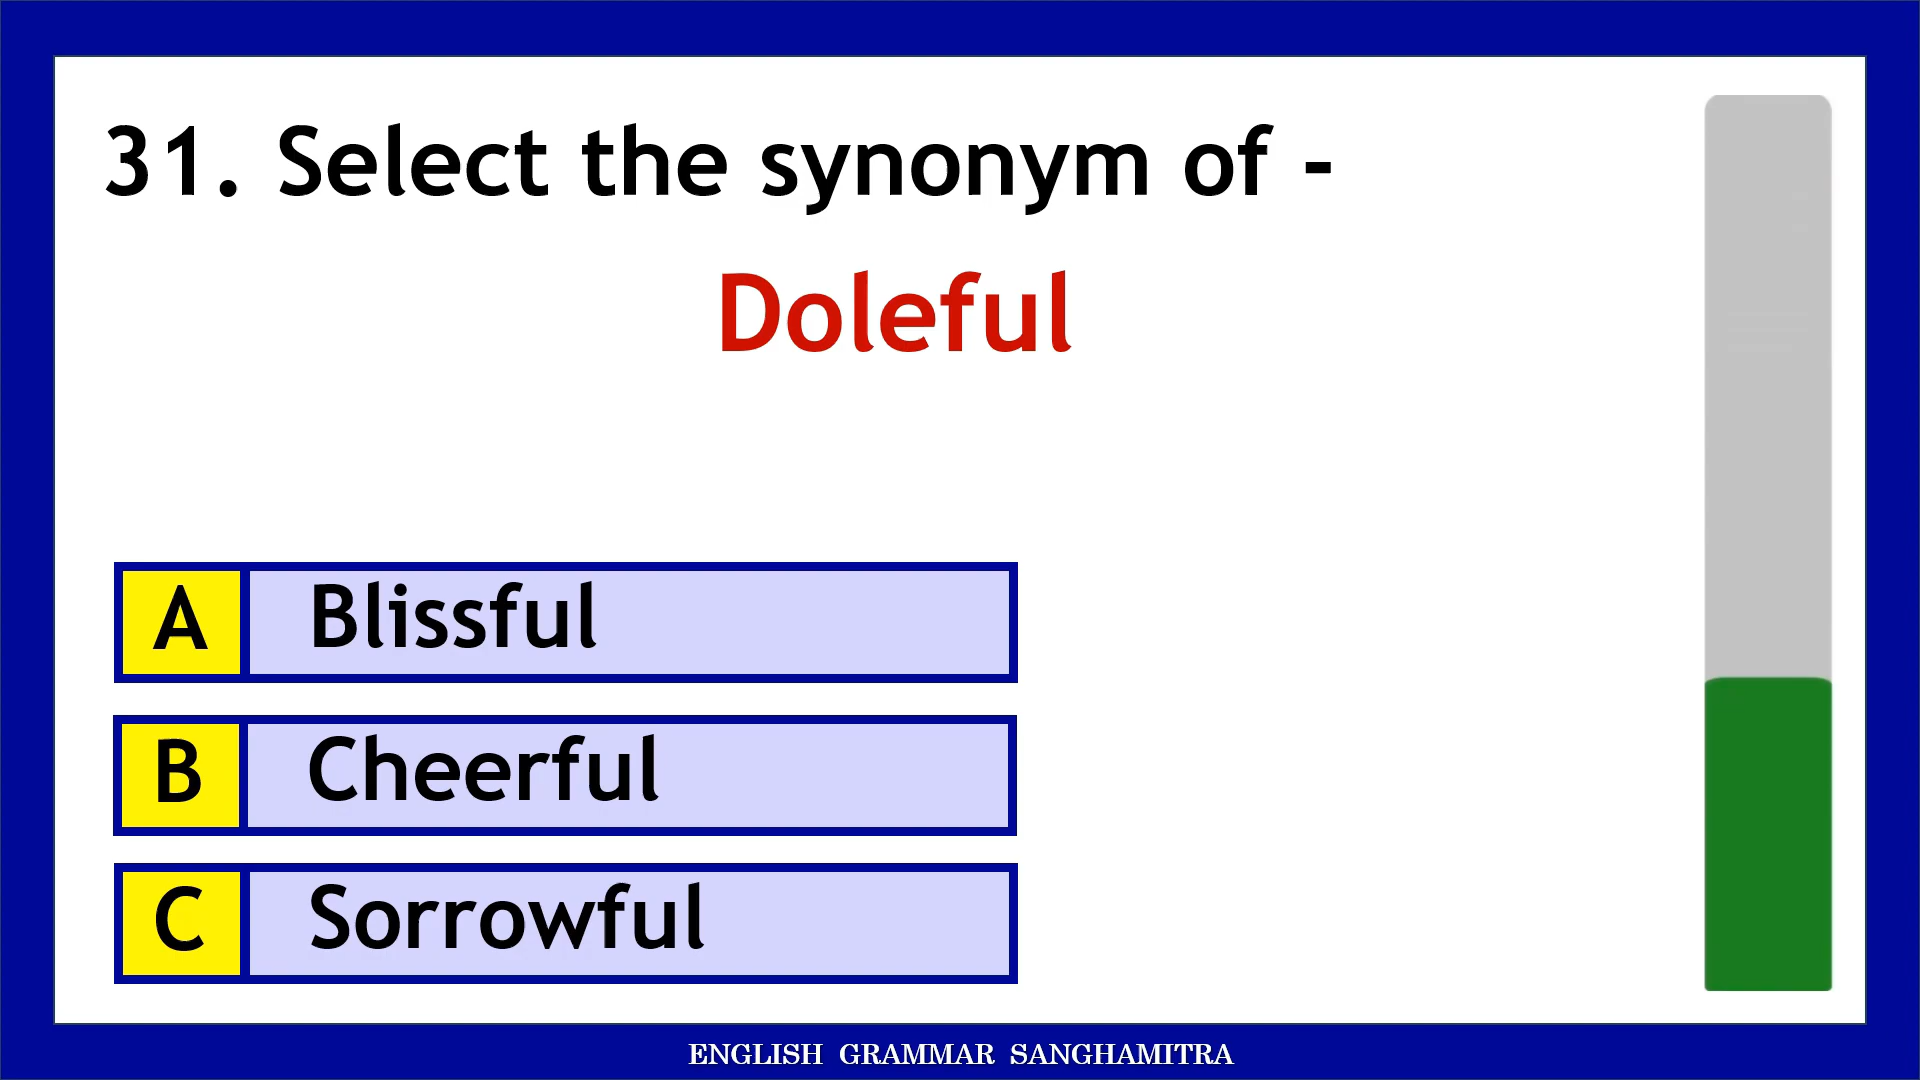 31. Select the synonym of -
Doleful
A Blissful
B Cheerful
C Sorrowful
ENGLISH GRAMMAR SANGHAMITRA